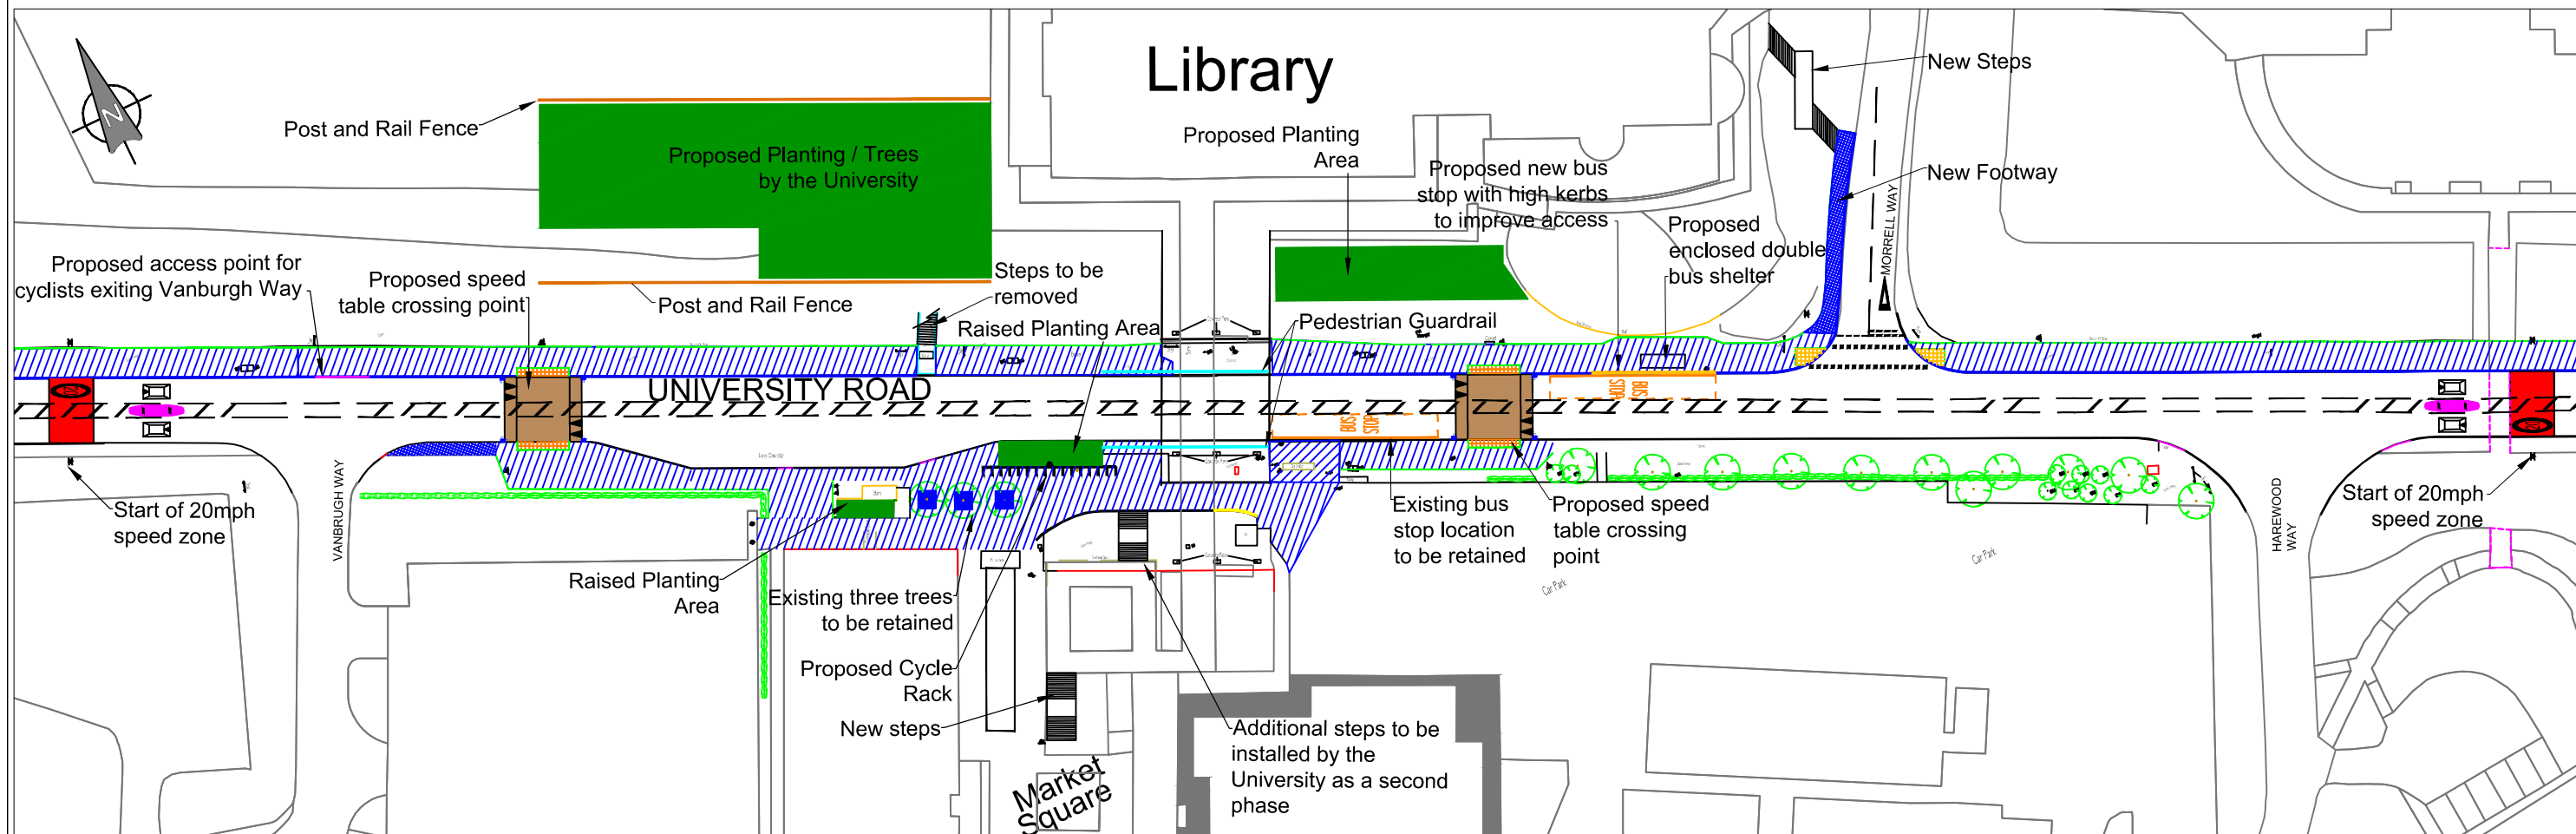 Library
New Steps
Post and Rail Fence
Proposed Planting
Area
Proposed Planting / Trees
by the University
Proposed new bus
stop with high kerbs
to improve access
New Footway
MORRELL WAY
Proposed
enclosed double
bus shelter
Proposed access point for
cyclists exiting Vanburgh Way
Proposed speed
table crossing point
Post and Rail Fence
Steps to be
removed
Raised Planting Area
Pedestrian Guardrail
UNIVERSITY ROAD
BUS
STOP
BUS
STOP
N
Start of 20mph
speed zone
VANBRUGH WAY
Raised Planting
Area
Existing three trees
to be retained
Proposed Cycle
Rack
New steps
Market
Square
Additional steps to be
installed by the
University as a second
phase
Existing bus
stop location
to be retained
Proposed speed
table crossing
point
Car Park
Car Park
HAREWOOD
WAY
Start of 20mph
speed zone